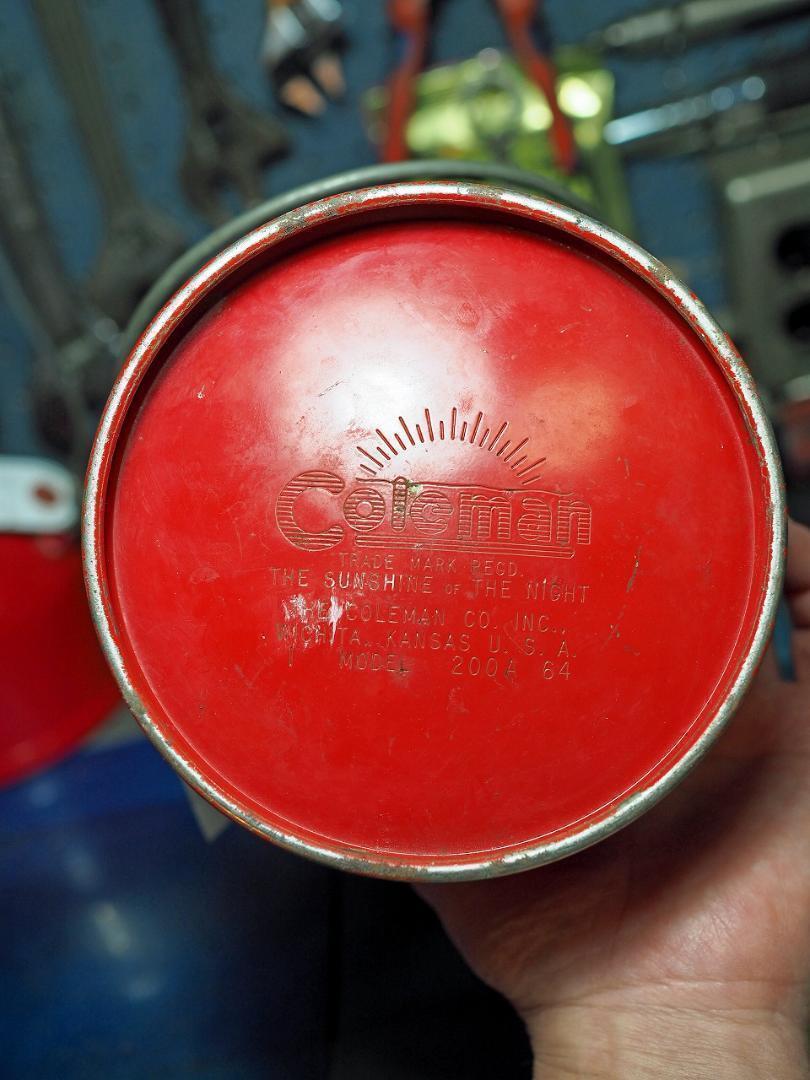 Coleman
TRADE MARK REGD.
THE SUNSHINE OF THE NIGHT
THE COLEMAN CO. INC.,
WICHITA, KANSAS U. S. A.
MODEL 200A 64